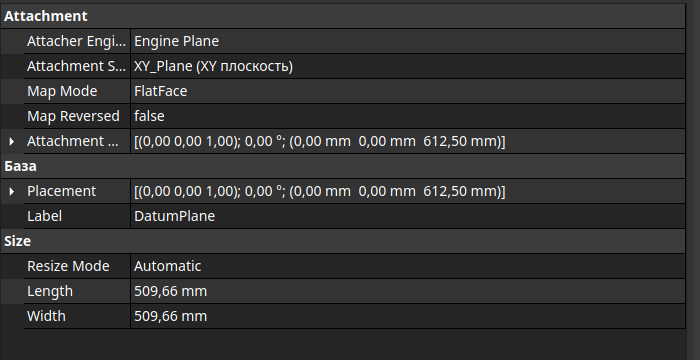 Attachment
Attacher Engi... Engine Plane
Attachment S... XY_Plane (XY плоскость)
Map Mode FlatFace
Map Reversed false
Attachment ... [(0,00 0,00 1,00); 0,00 °; (0,00 mm  0,00 mm  612,50 mm)]
База
Placement [(0,00 0,00 1,00); 0,00 °; (0,00 mm  0,00 mm  612,50 mm)]
Label DatumPlane
Size
Resize Mode Automatic
Length 509,66 mm
Width 509,66 mm